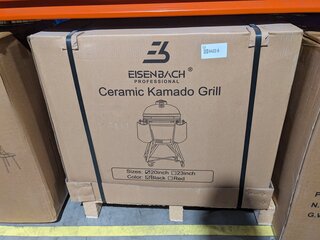 EISENBACH®
PROFESSIONAL
Ceramic Kamado Grill
Sizes: ☑20inch ☐23inch
Color: ☑Black ☐Red
P
N.
G.W